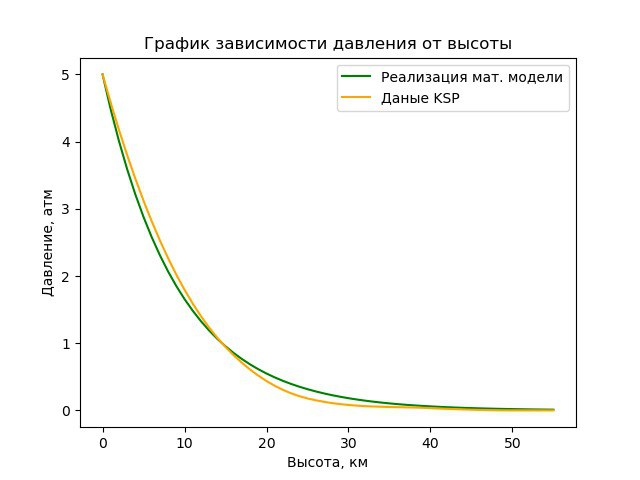 График зависимости давления от высоты
Реализация мат. модели
Даные KSP
Давление, атм
5
4
3
2
1
0
0 10 20 30 40 50
Высота, км